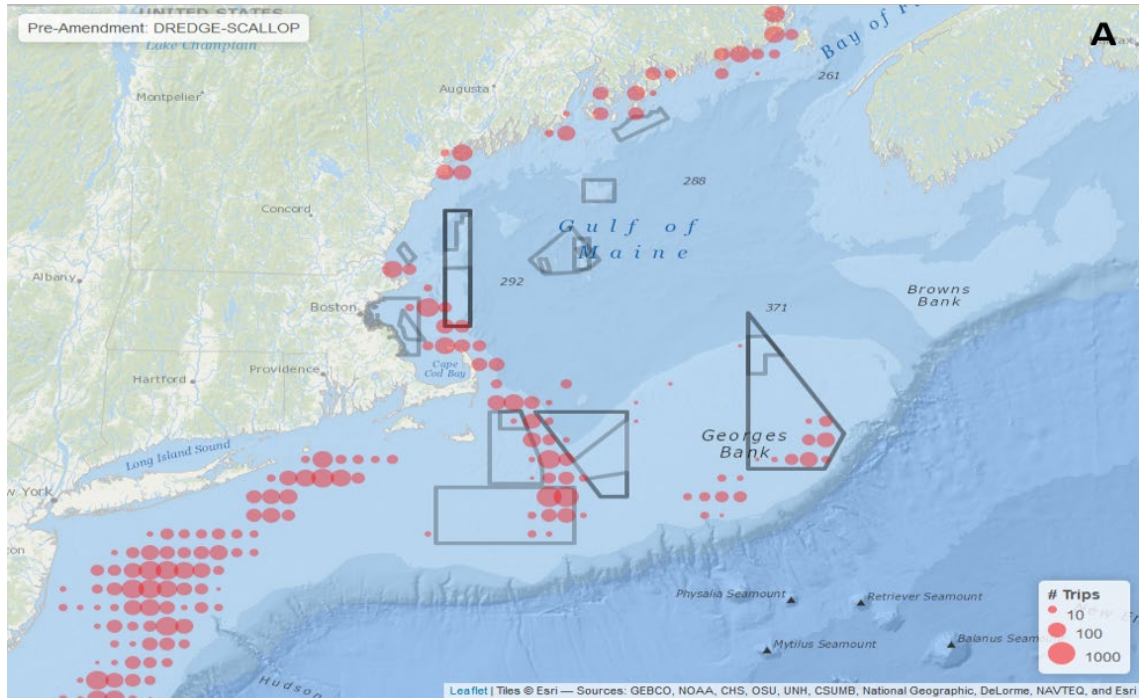 UNITED STATES
Pre-Amendment: DREDGE-SCALLOP
A
Lake Champlain
Bay of
261
Montpelier
Augusta
288
Concord
Gulf of
Maine
292
Albany
Boston
371
Browns
Bank
Cape
Cod Bay
Hartford
Providence
Georges
Bank
Long Island Sound
York
Physalia Seamount
Retriever Seamount
Mytilus Seamount
Balanus Seamou
Hudson
# Trips
10
100
1000
Leaflet | Tiles © Esri — Sources: GEBCO, NOAA, CHS, OSU, UNH, CSUMB, National Geographic, DeLorme, NAVTEQ, and Esri